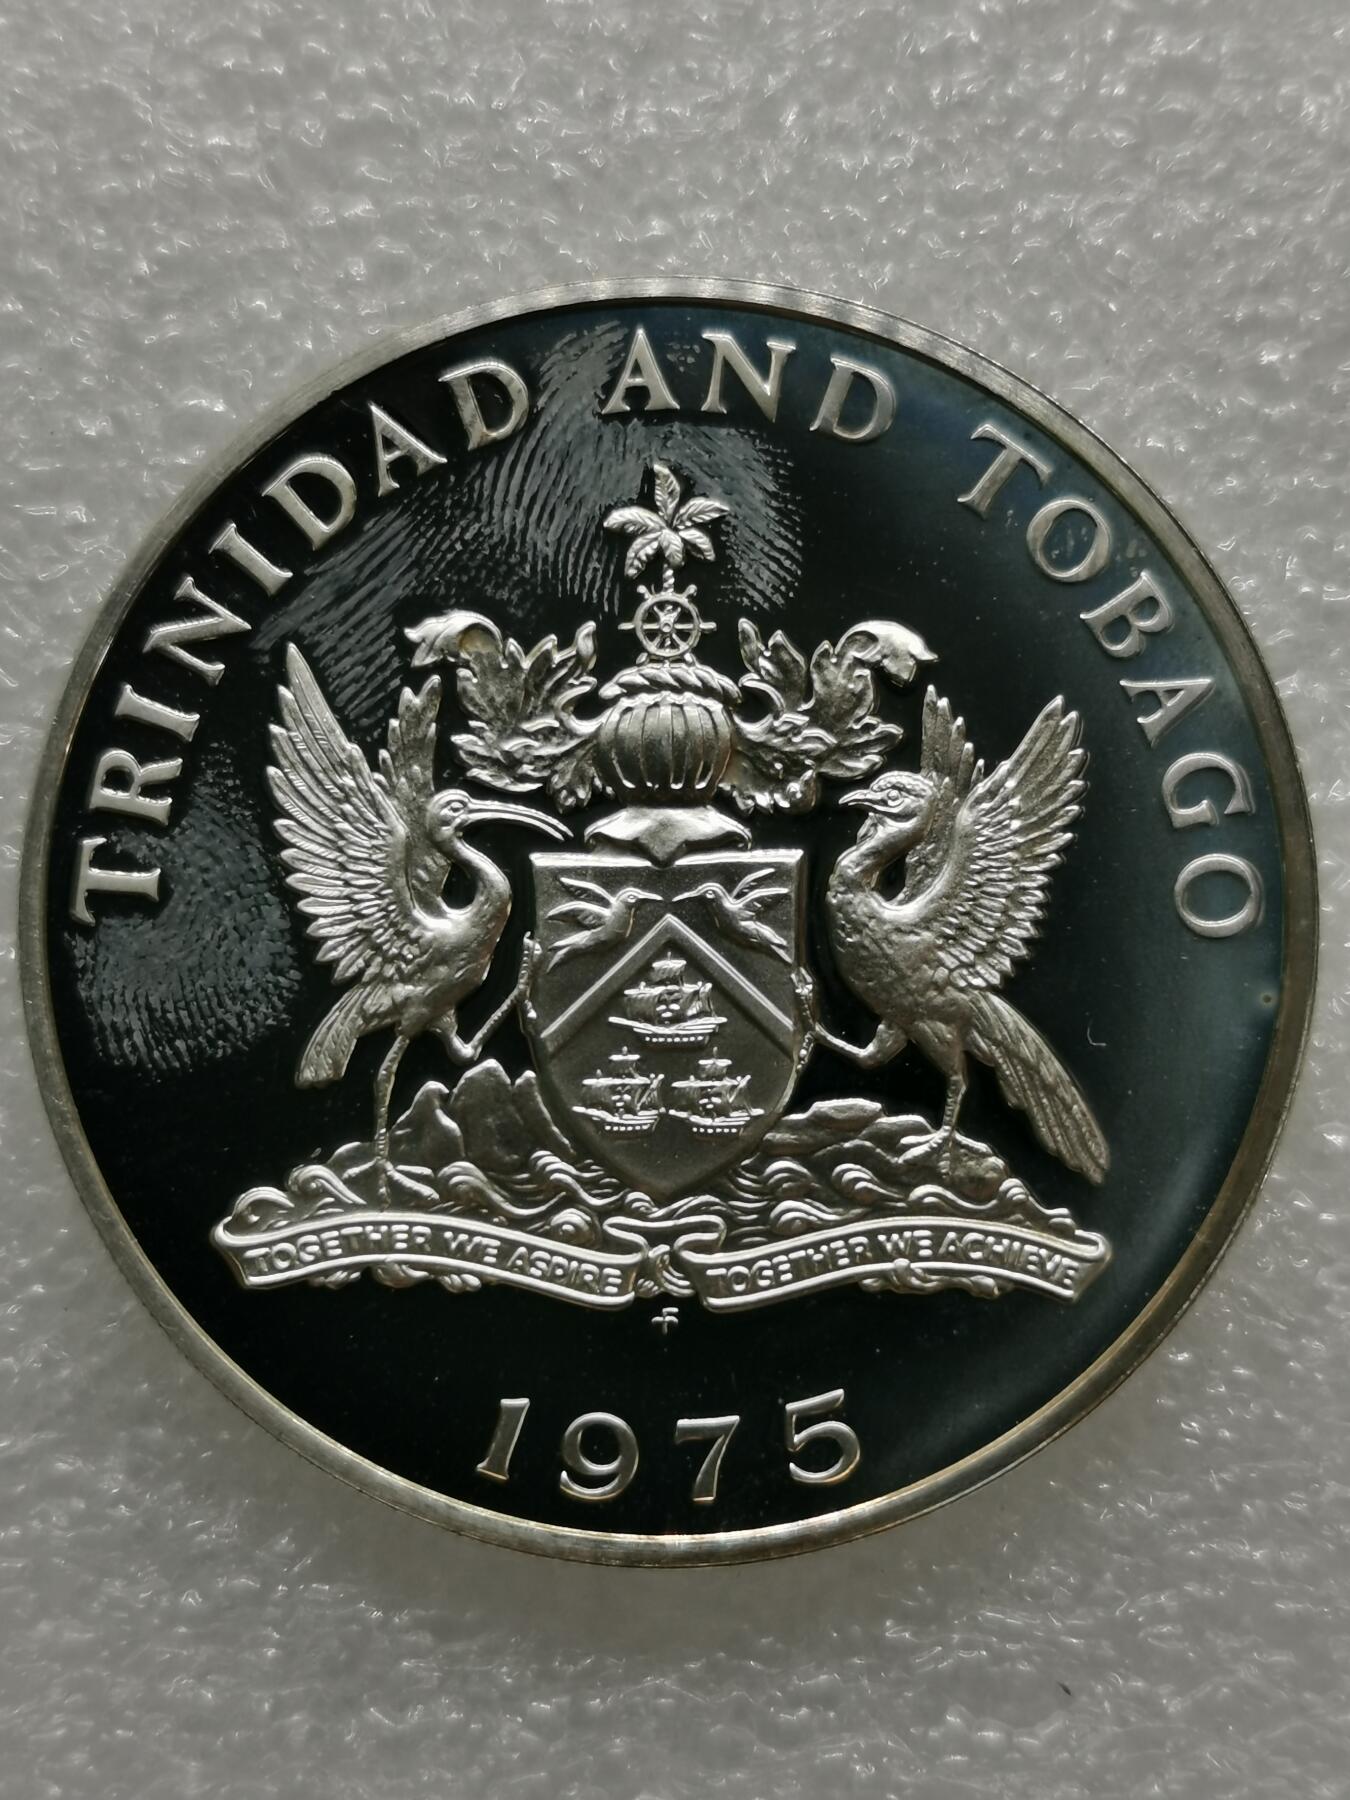 TRINIDAD AND TOBAGO
TOGETHER WE ASPIRE TOGETHER WE ACHIEVE
F
1975